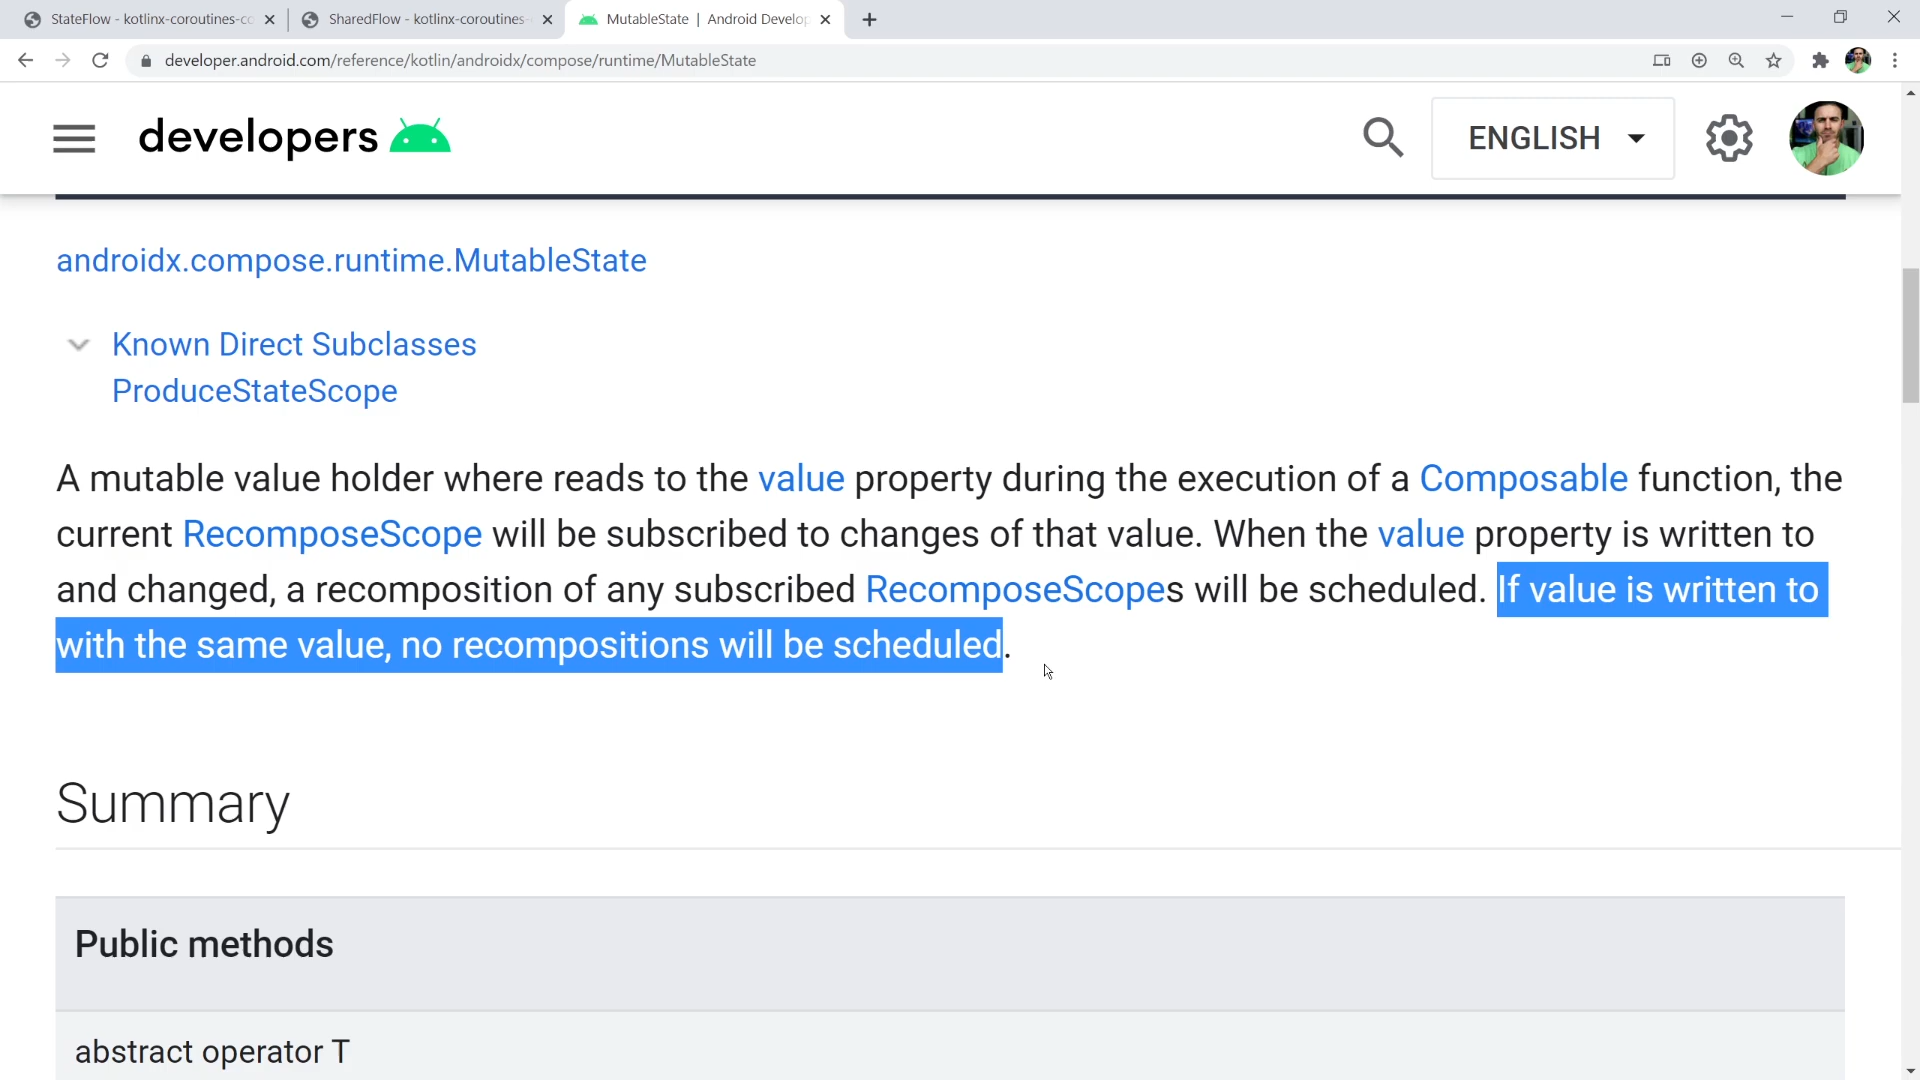 StateFlow - kotlinx-coroutines-co
SharedFlow - kotlinx-coroutines-
MutableState | Android Develop
developer.android.com/reference/kotlin/androidx/compose/runtime/MutableState
developers
ENGLISH
androidx.compose.runtime.MutableState
Known Direct Subclasses
ProduceStateScope
A mutable value holder where reads to the value property during the execution of a Composable function, the
current RecomposeScope will be subscribed to changes of that value. When the value property is written to
and changed, a recomposition of any subscribed RecomposeScopes will be scheduled. If value is written to
with the same value, no recompositions will be scheduled.
Summary
Public methods
abstract operator T